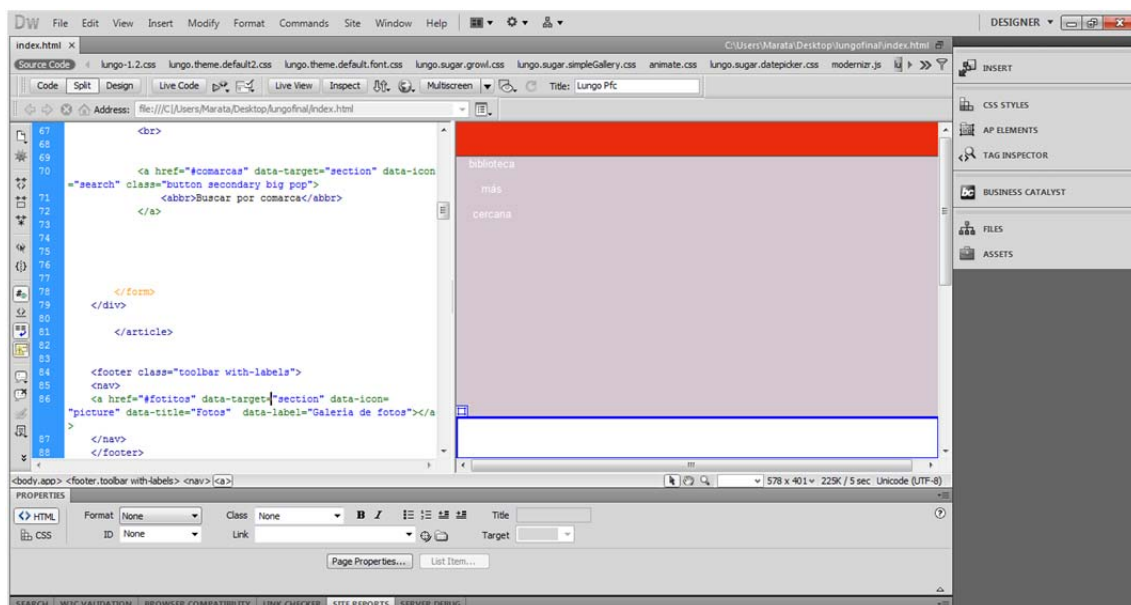 DW File Edit View Insert Modify Format Commands Site Window Help DESIGNER
index.html × C:\Users\Marata\Desktop\lungofinal\index.html
Source Code lungo-1.2.css lungo.theme.default2.css lungo.theme.default.font.css lungo.sugar.growl.css lungo.sugar.simpleGallery.css animate.css lungo.sugar.datepicker.css modernizr.js
Code Split Design Live Code Live View Inspect Multiscreen Title: Lungo Pfc
Address: file:///C|/Users/Marata/Desktop/lungofinal/index.html
INSERT
CSS STYLES
AP ELEMENTS
TAG INSPECTOR
BUSINESS CATALYST
FILES
ASSETS
67 <br>
68
69
70 <a href="#comarcas" data-target="section" data-icon
="search" class="button secondary big pop">
71 <abbr>Buscar por comarca</abbr>
72 </a>
73
74
75
76
77
78 </form>
79 </div>
80
81 </article>
82
83
84 <footer class="toolbar with-labels">
85 <nav>
86 <a href="#fotitos" data-target="section" data-icon=
"picture" data-title="Fotos" data-label="Galería de fotos"></a
>
87 </nav>
88 </footer>
biblioteca
más
cercana
<body.app> <footer.toolbar with-labels> <nav> <a> 578 x 401 225K / 5 sec Unicode (UTF-8)
PROPERTIES
<> HTML Format None Class None B I Title
CSS ID None Link Target
Page Properties... List Item...
SEARCH W3C VALIDATION BROWSER COMPATIBILITY LINK CHECKER SITE REPORTS SERVER DEBUG